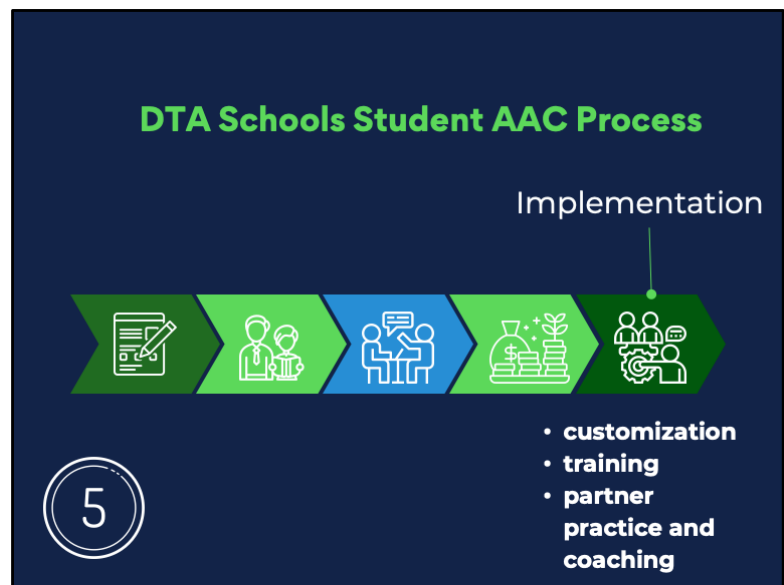 DTA Schools Student AAC Process
Implementation
$
• customization
• training
• partner
practice and
coaching
5